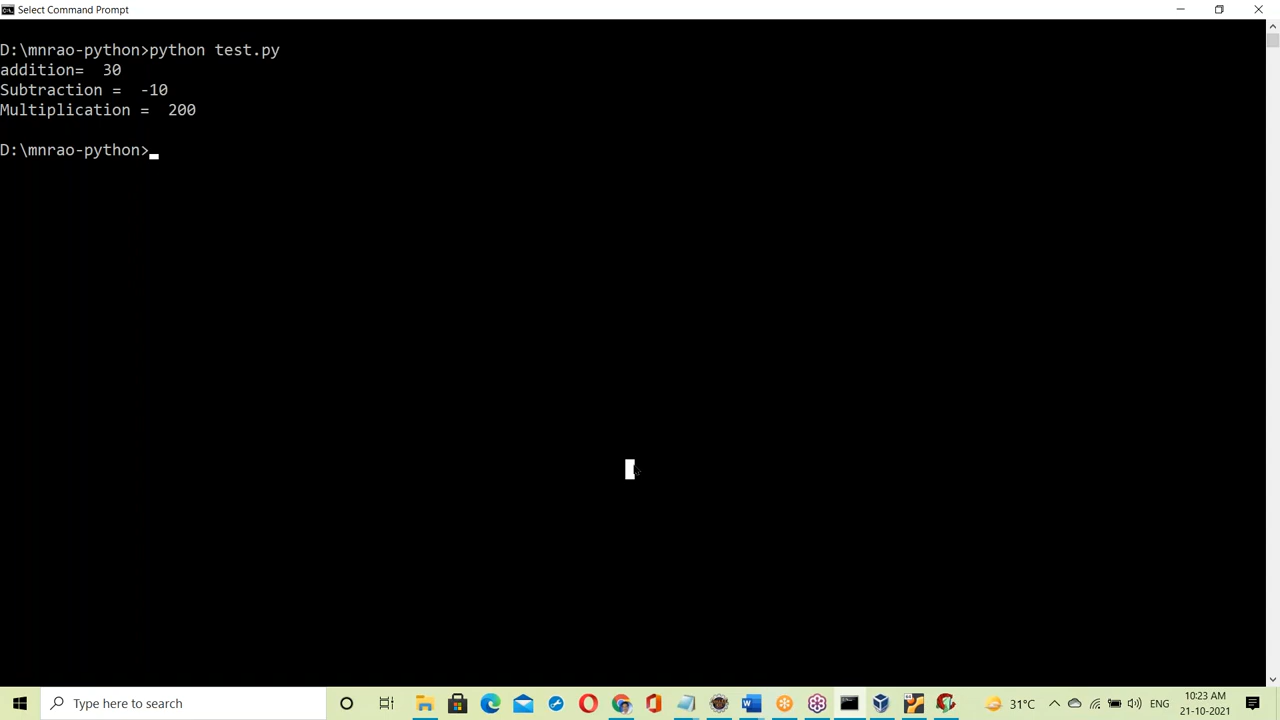 Select Command Prompt
D:\mnrao-python>python test.py
addition=  30
Subtraction =  -10
Multiplication =  200
D:\mnrao-python>
Type here to search
31°C
ENG
10:23 AM
21-10-2021